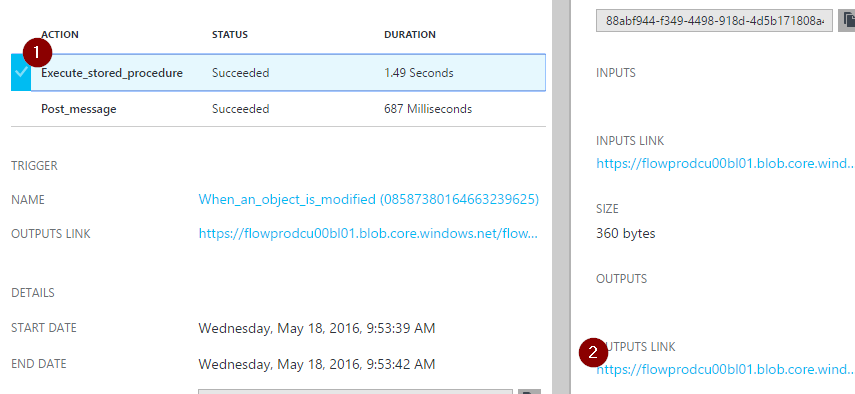 ACTION STATUS DURATION
1
Execute_stored_procedure Succeeded 1.49 Seconds
Post_message Succeeded 687 Milliseconds
TRIGGER
NAME When_an_object_is_modified (08587380164663239625)
OUTPUTS LINK https://flowprodcu00bl01.blob.core.windows.net/flow...
DETAILS
START DATE Wednesday, May 18, 2016, 9:53:39 AM
END DATE Wednesday, May 18, 2016, 9:53:42 AM
88abf944-f349-4498-918d-4d5b171808a4
INPUTS
INPUTS LINK
https://flowprodcu00bl01.blob.core.wind...
SIZE
360 bytes
OUTPUTS
2
OUTPUTS LINK
https://flowprodcu00bl01.blob.core.wind...